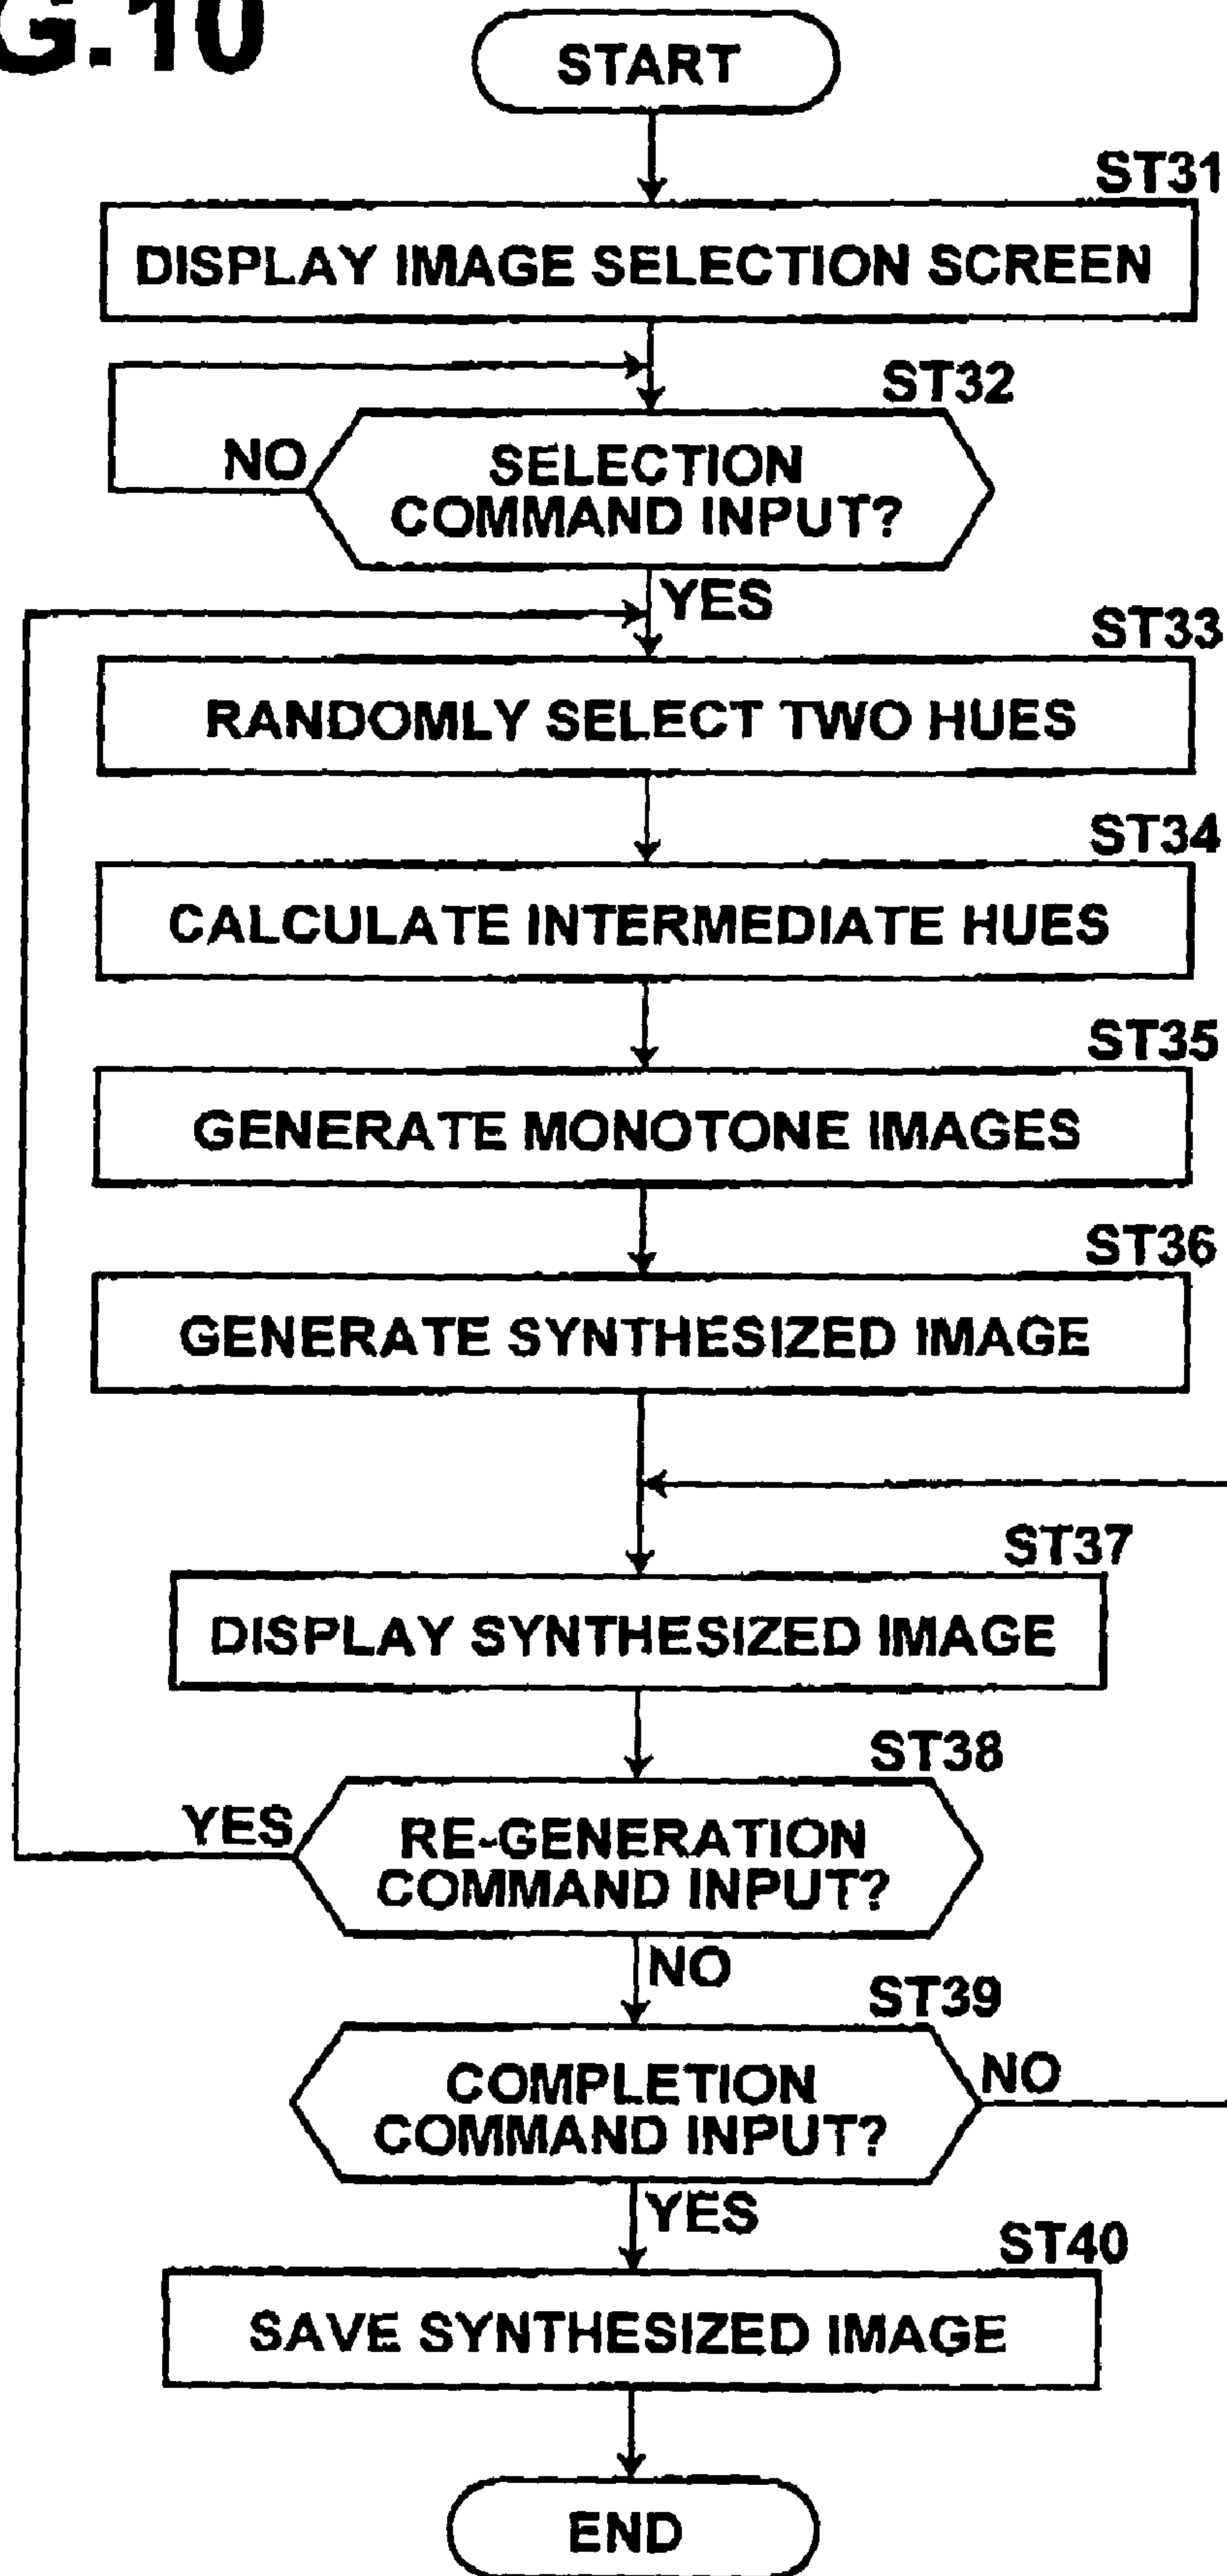 G.10
START
ST31
DISPLAY IMAGE SELECTION SCREEN
ST32
NO
SELECTION
COMMAND INPUT?
YES
ST33
RANDOMLY SELECT TWO HUES
ST34
CALCULATE INTERMEDIATE HUES
ST35
GENERATE MONOTONE IMAGES
ST36
GENERATE SYNTHESIZED IMAGE
ST37
DISPLAY SYNTHESIZED IMAGE
ST38
YES
RE-GENERATION
COMMAND INPUT?
NO
ST39
COMPLETION
COMMAND INPUT?
NO
YES
ST40
SAVE SYNTHESIZED IMAGE
END